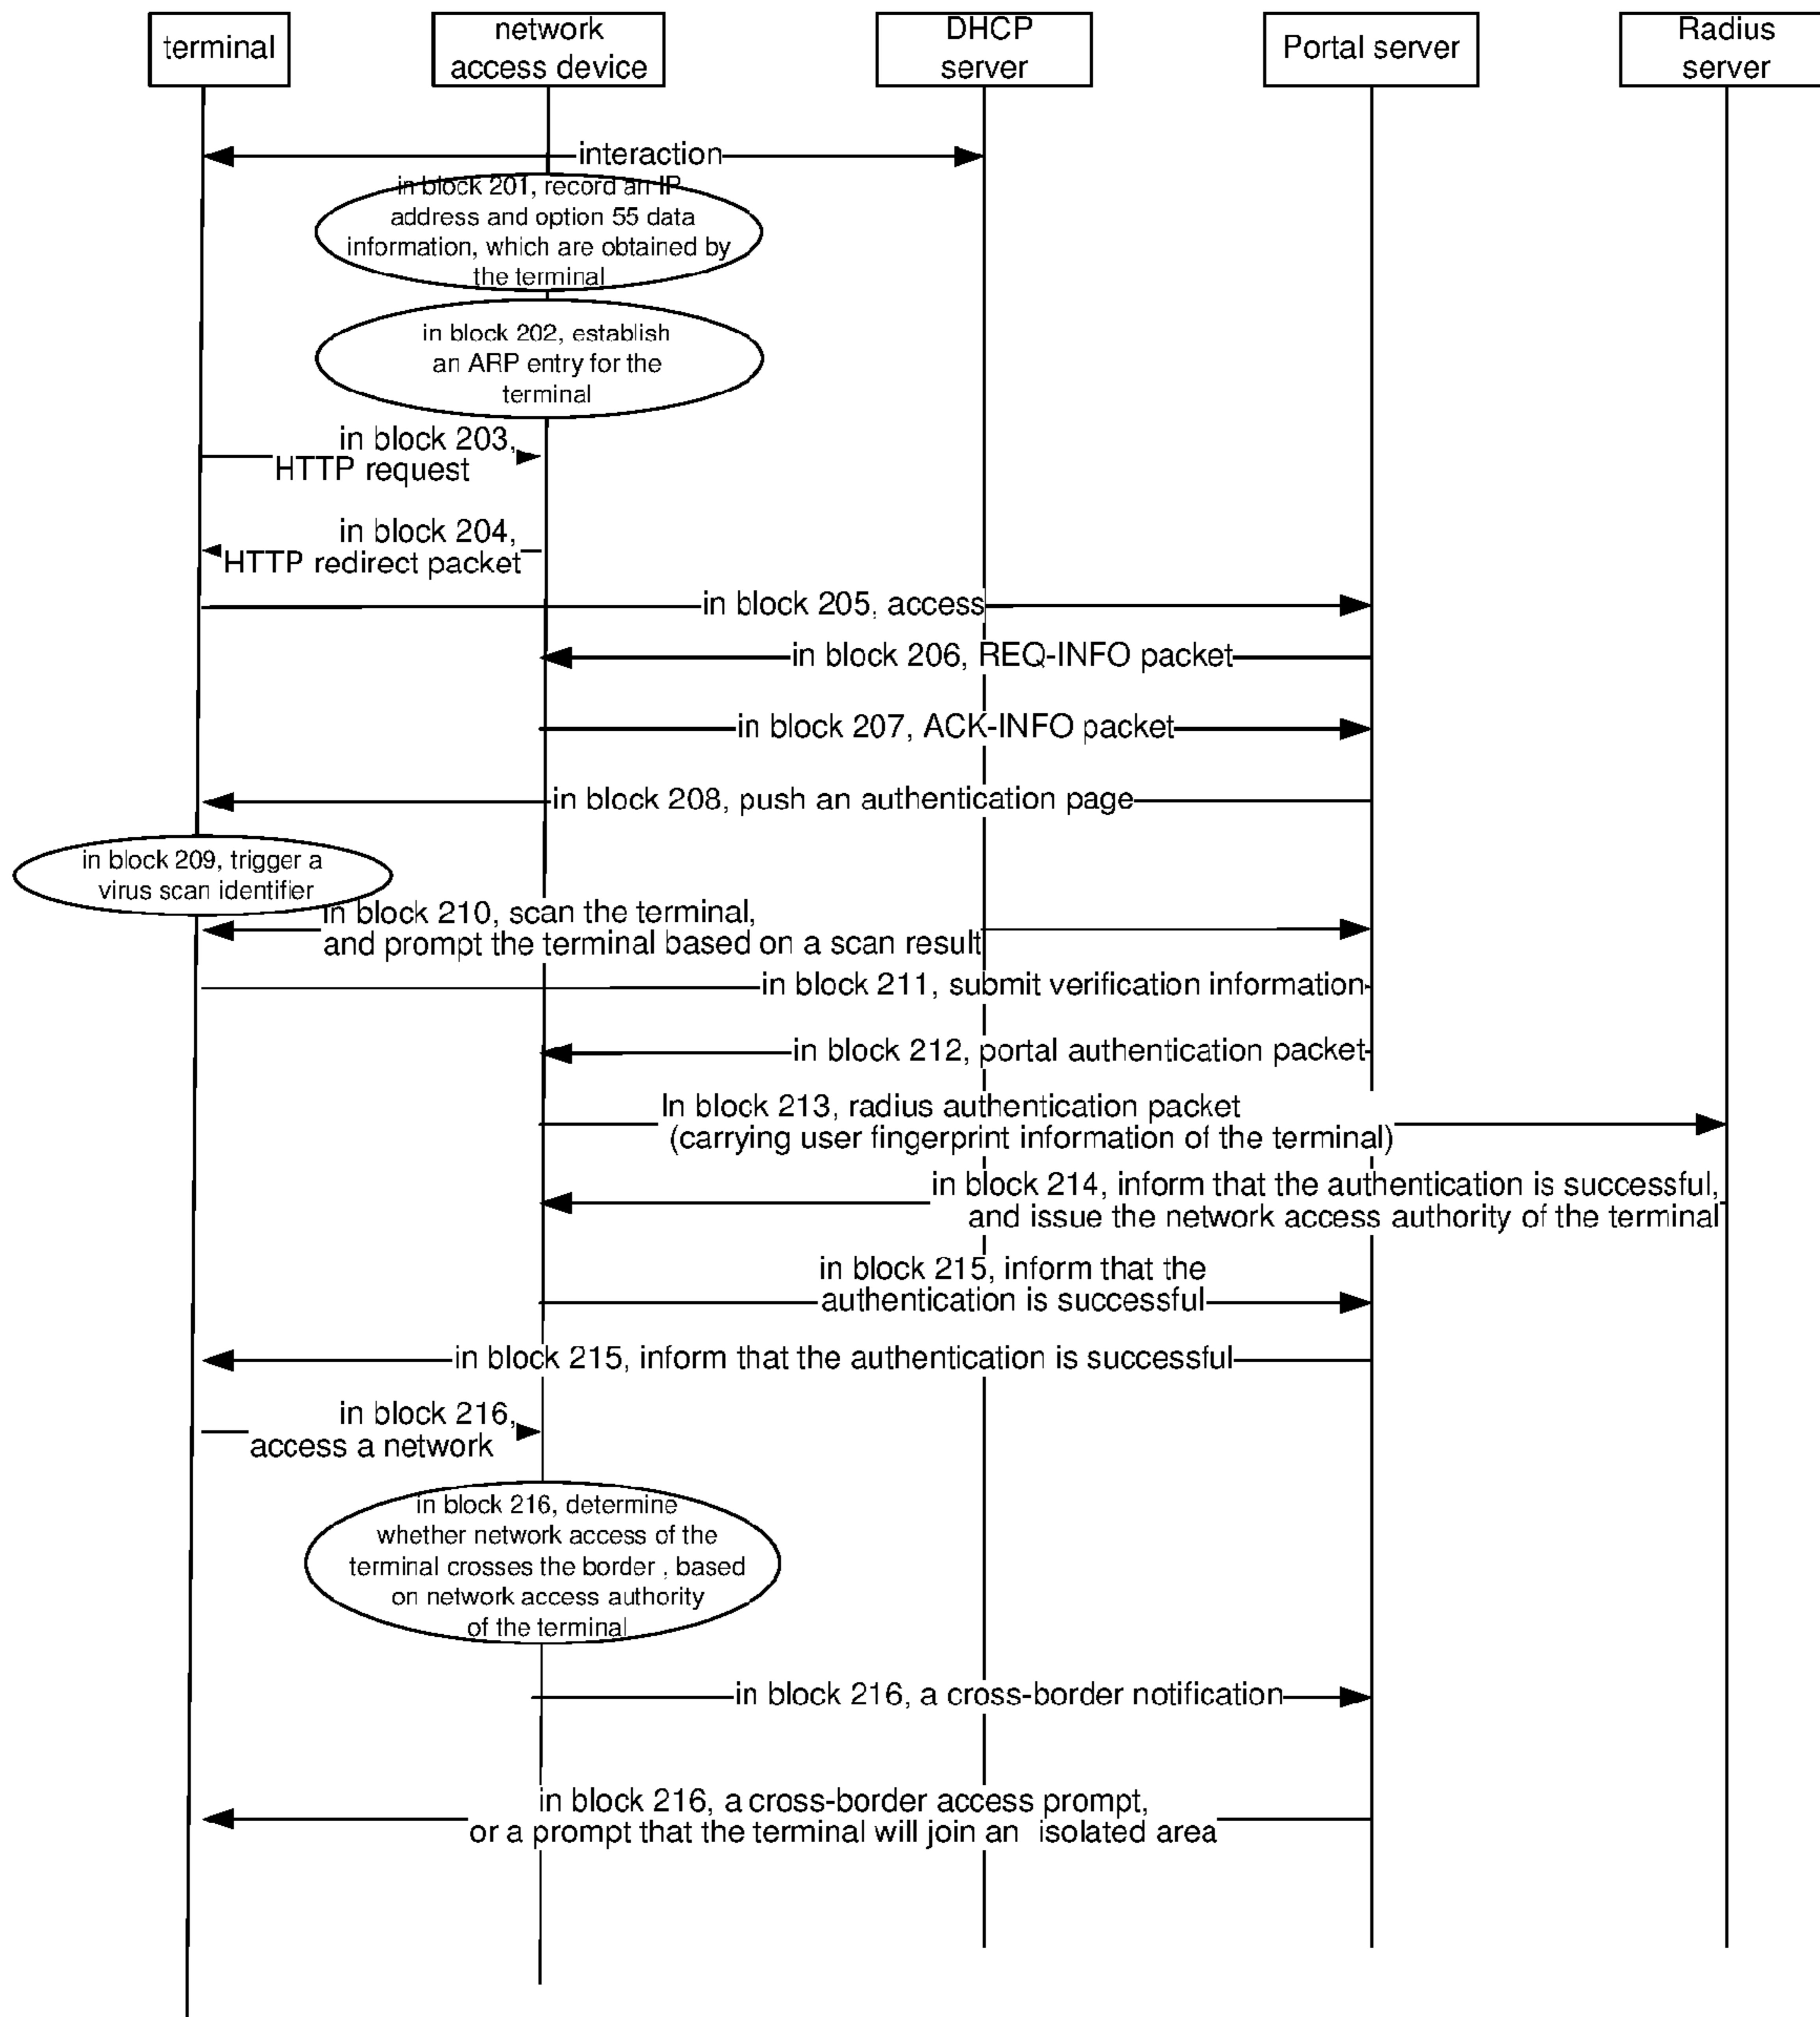 terminal
network
access device
DHCP
server
Portal server
Radius
server
interaction
in block 201, record an IP
address and option 55 data
information, which are obtained by
the terminal
in block 202, establish
an ARP entry for the
terminal
in block 203,
HTTP request
in block 204,
HTTP redirect packet
in block 205, access
in block 206, REQ-INFO packet
in block 207, ACK-INFO packet
in block 208, push an authentication page
in block 209, trigger a
virus scan identifier
in block 210, scan the terminal,
and prompt the terminal based on a scan result
in block 211, submit verification information
in block 212, portal authentication packet
In block 213, radius authentication packet
(carrying user fingerprint information of the terminal)
in block 214, inform that the authentication is successful,
and issue the network access authority of the terminal
in block 215, inform that the
authentication is successful
in block 215, inform that the authentication is successful
in block 216,
access a network
in block 216, determine
whether network access of the
terminal crosses the border , based
on network access authority
of the terminal
in block 216, a cross-border notification
in block 216, a cross-border access prompt,
or a prompt that the terminal will join an isolated area